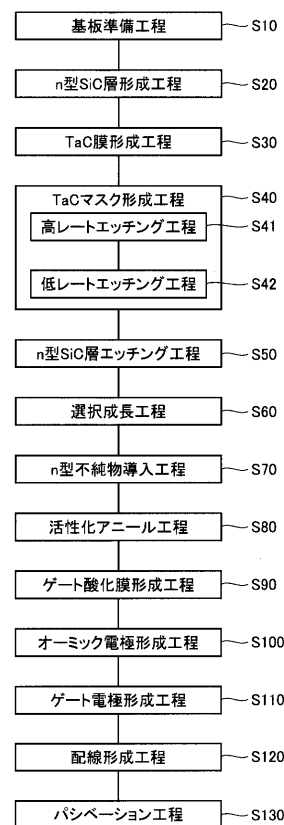 基板準備工程 S10
n型SiC層形成工程 S20
TaC膜形成工程 S30
TaCマスク形成工程 S40
高レートエッチング工程 S41
低レートエッチング工程 S42
n型SiC層エッチング工程 S50
選択成長工程 S60
n型不純物導入工程 S70
活性化アニール工程 S80
ゲート酸化膜形成工程 S90
オーミック電極形成工程 S100
ゲート電極形成工程 S110
配線形成工程 S120
パシベーション工程 S130